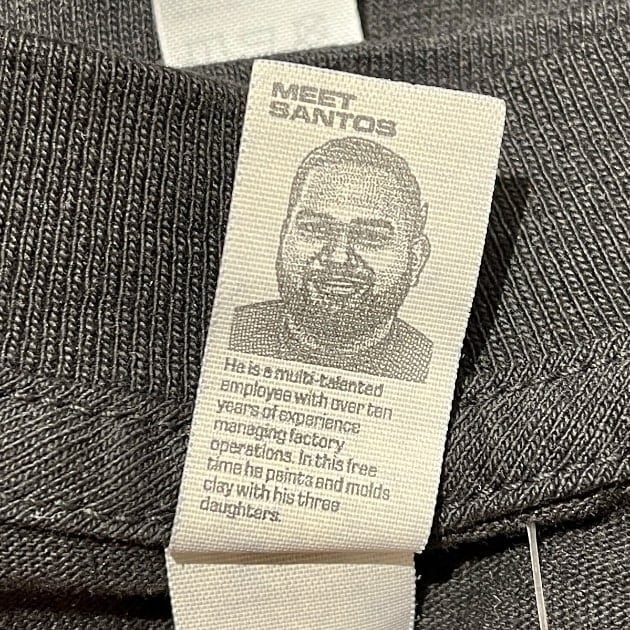 MEET
SANTOS
He is a multi-talented
employee with over ten
years of experience
managing factory
operations. In this free
time he paints and molds
clay with his three
daughters.